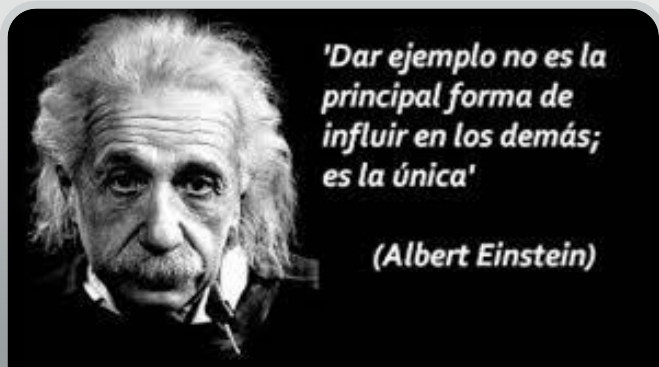 'Dar ejemplo no es la
principal forma de
influir en los demás;
es la única'
(Albert Einstein)